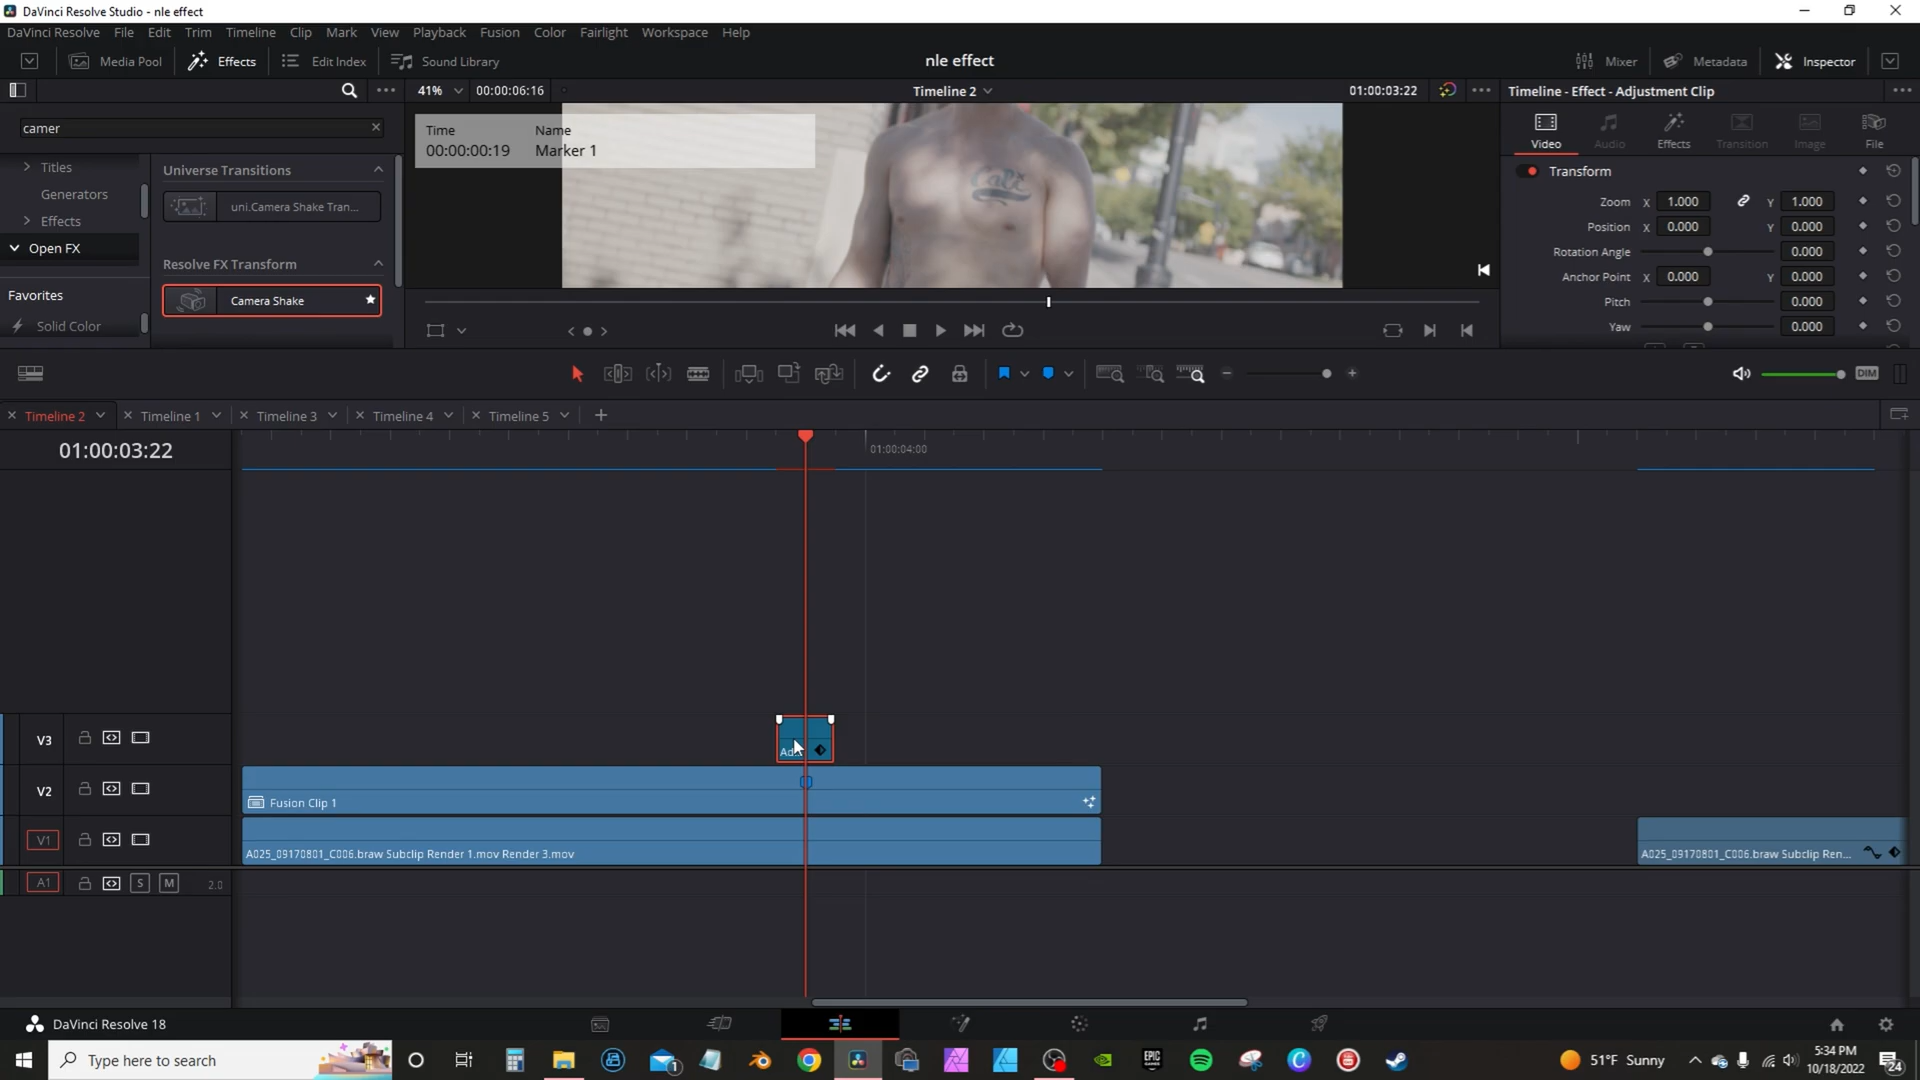 DaVinci Resolve Studio - nle effect
DaVinci Resolve File Edit Trim Timeline Clip Mark View Playback Fusion Color Fairlight Workspace Help
Media Pool Effects Edit Index Sound Library nle effect Mixer Metadata Inspector
41% 00:00:06:16 Timeline 2 01:00:03:22 Timeline - Effect - Adjustment Clip
camer
Time Name
00:00:00:19 Marker 1
Cali
Video Audio Effects Transition Image File
Titles
Generators
Effects
Open FX
Favorites
Solid Color
Universe Transitions
uni.Camera Shake Tran...
Resolve FX Transform
Camera Shake
Transform
Zoom X 1.000 Y 1.000
Position X 0.000 Y 0.000
Rotation Angle 0.000
Anchor Point X 0.000 Y 0.000
Pitch 0.000
Yaw 0.000
DIM
Timeline 2 Timeline 1 Timeline 3 Timeline 4 Timeline 5
01:00:03:22 01:00:04:00
V3
V2 Fusion Clip 1
V1 A025_09170801_C006.braw Subclip Render 1.mov Render 3.mov A025_09170801_C006.braw Subclip Ren...
A1 S M 2.0
DaVinci Resolve 18
Type here to search
1
EPIC GAMES
51°F Sunny
5:34 PM
10/18/2022
24